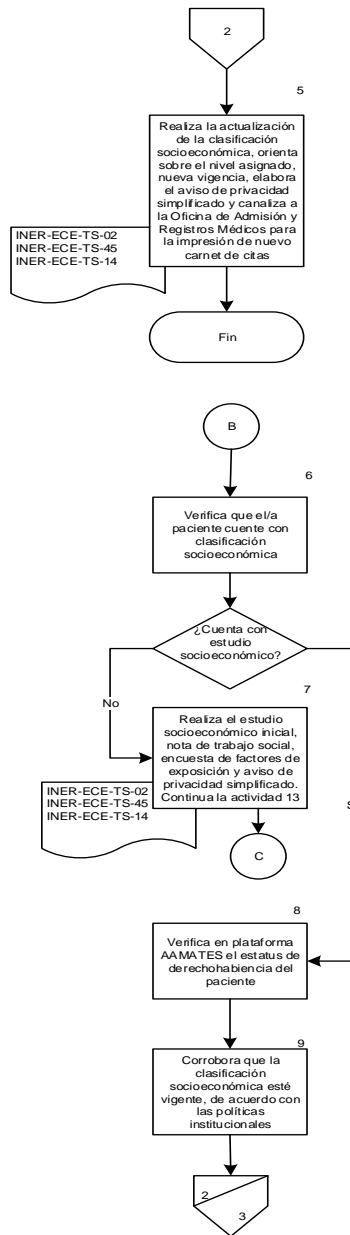 2
5
Realiza la actualización
de la clasificación
socioeconómica, orienta
sobre el nivel asignado,
nueva vigencia, elabora
el aviso de privacidad
simplificado y canaliza a
la Oficina de Admisión y
Registros Médicos para
la impresión de nuevo
carnet de citas
INER-ECE-TS-02
INER-ECE-TS-45
INER-ECE-TS-14
Fin
B
6
Verifica que el/a
paciente cuente con
clasificación
socioeconómica
¿Cuenta con
estudio
socioeconómico?
No
7
Realiza el estudio
socioeconómico inicial,
nota de trabajo social,
encuesta de factores de
exposición y aviso de
privacidad simplificado.
Continua la actividad 13
INER-ECE-TS-02
INER-ECE-TS-45
INER-ECE-TS-14
C
8
Verifica en plataforma
AAMATES el estatus de
derechohabiencia del
paciente
9
Corrobora que la
clasificación
socioeconómica esté
vigente, de acuerdo con
las políticas
institucionales
2
3